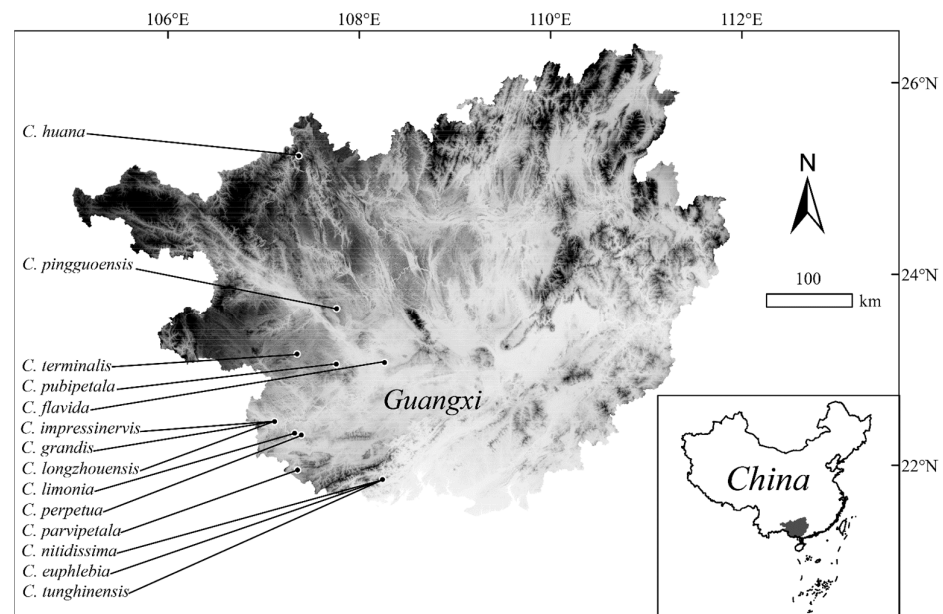 106°E 108°E 110°E 112°E
26°N
C. huana
N
C. pingguoensis
24°N
100
km
C. terminalis
C. pubipetala
C. flavida
Guangxi
C. impressinervis
C. grandis
C. longzhouensis
22°N
C. limonia
China
C. perpetua
C. parvipetala
C. nitidissima
C. euphlebia
C. tunghinensis